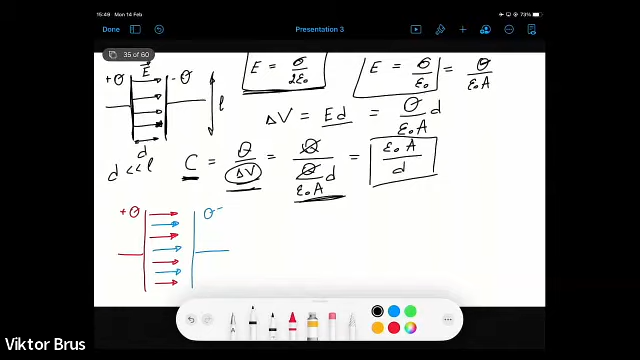 15:49 Mon 14 Feb
73%
Done
Presentation 3
35 of 60
+Q
E
-Q
l
d
d << l
E = σ/2ε₀
E = σ/ε₀ = Q/ε₀A
ΔV = Ed = Q/ε₀A d
C = Q/ΔV = Q/(Q/ε₀A d) = ε₀A/d
+Q
Q-
Viktor Brus